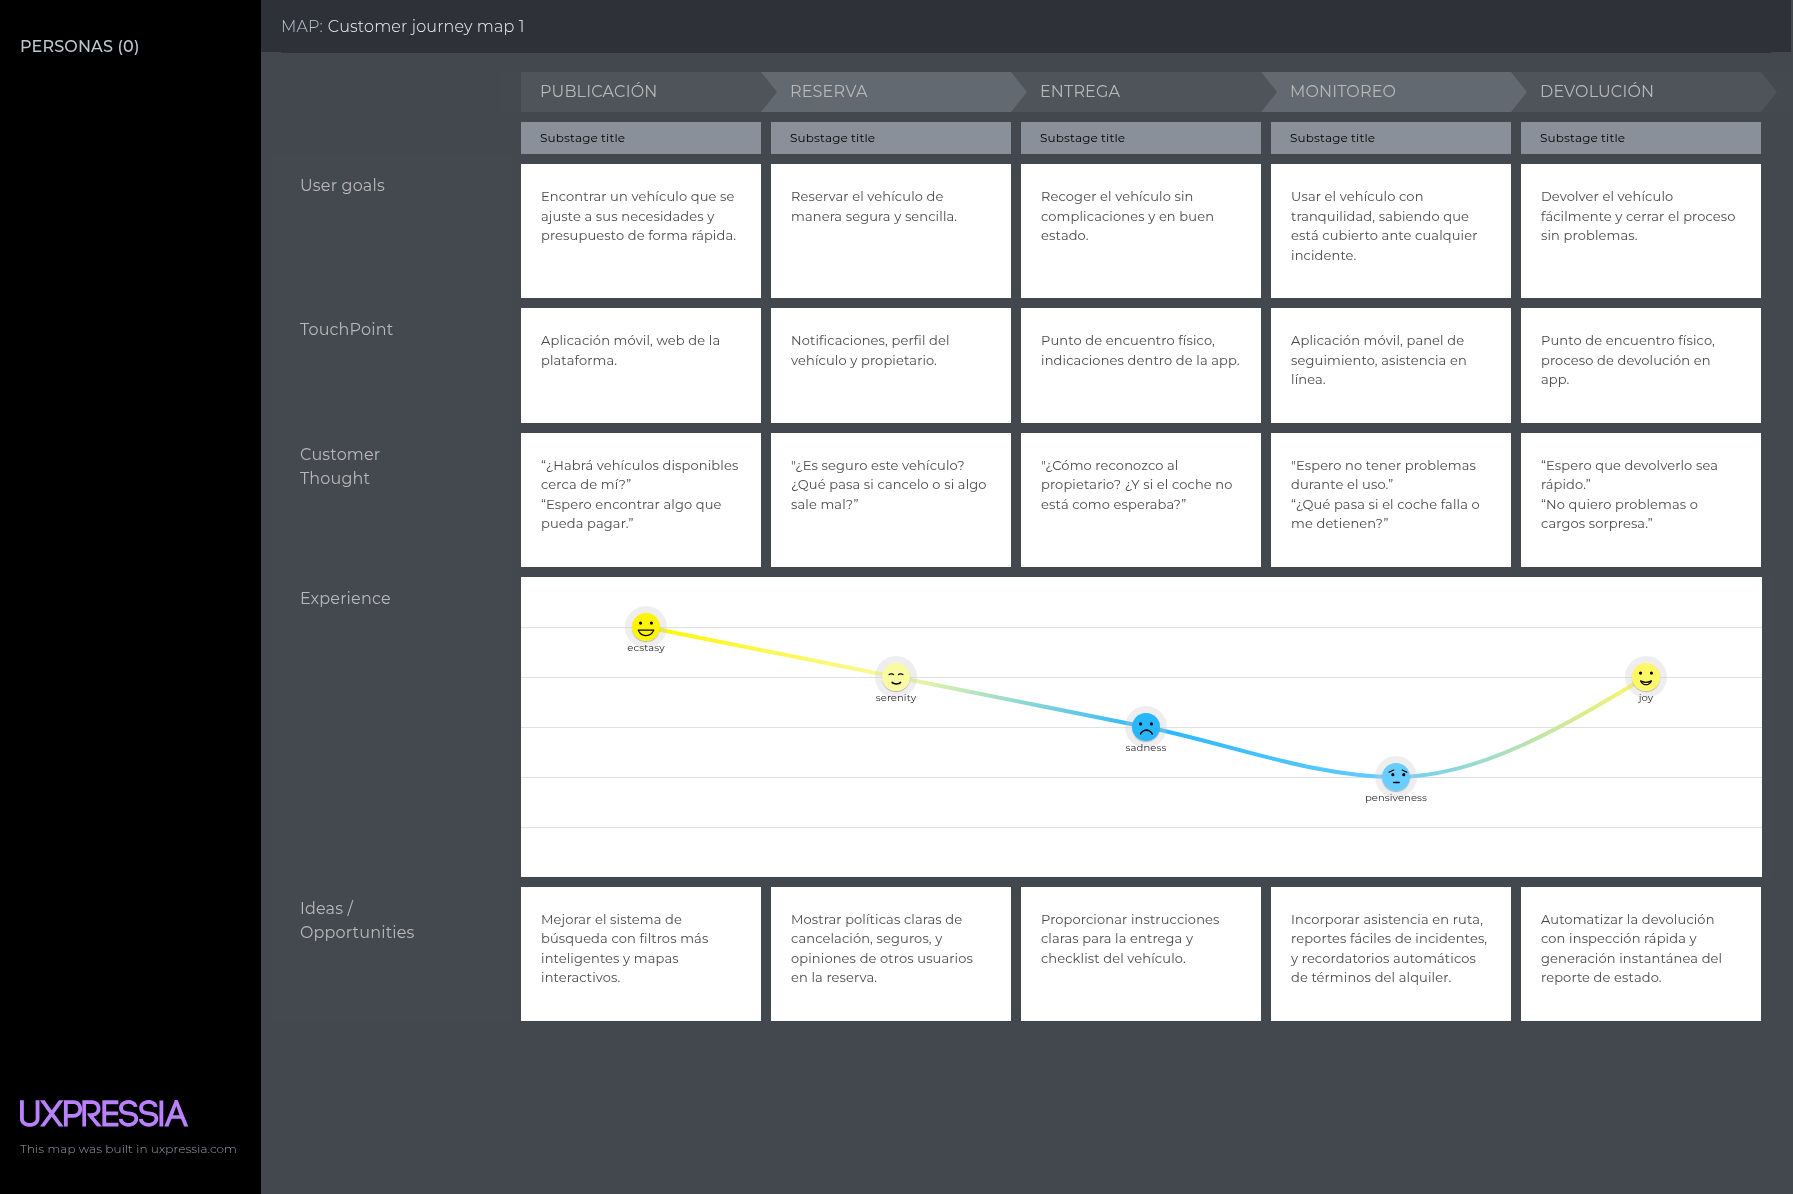 PERSONAS (0)
MAP: Customer journey map 1
PUBLICACIÓN
RESERVA
ENTREGA
MONITOREO
DEVOLUCIÓN
Substage title
Substage title
Substage title
Substage title
Substage title
User goals
Encontrar un vehículo que se
ajuste a sus necesidades y
presupuesto de forma rápida.
Reservar el vehículo de
manera segura y sencilla.
Recoger el vehículo sin
complicaciones y en buen
estado.
Usar el vehículo con
tranquilidad, sabiendo que
está cubierto ante cualquier
incidente.
Devolver el vehículo
fácilmente y cerrar el proceso
sin problemas.
TouchPoint
Aplicación móvil, web de la
plataforma.
Notificaciones, perfil del
vehículo y propietario.
Punto de encuentro físico,
indicaciones dentro de la app.
Aplicación móvil, panel de
seguimiento, asistencia en
línea.
Punto de encuentro físico,
proceso de devolución en
app.
Customer
Thought
“¿Habrá vehículos disponibles
cerca de mí?”
“Espero encontrar algo que
pueda pagar.”
"¿Es seguro este vehículo?
¿Qué pasa si cancelo o si algo
sale mal?”
"¿Cómo reconozco al
propietario? ¿Y si el coche no
está como esperaba?”
"Espero no tener problemas
durante el uso.”
“¿Qué pasa si el coche falla o
me detienen?”
“Espero que devolverlo sea
rápido.”
“No quiero problemas o
cargos sorpresa.”
Experience
ecstasy
serenity
sadness
pensiveness
joy
Ideas /
Opportunities
Mejorar el sistema de
búsqueda con filtros más
inteligentes y mapas
interactivos.
Mostrar políticas claras de
cancelación, seguros, y
opiniones de otros usuarios
en la reserva.
Proporcionar instrucciones
claras para la entrega y
checklist del vehículo.
Incorporar asistencia en ruta,
reportes fáciles de incidentes,
y recordatorios automáticos
de términos del alquiler.
Automatizar la devolución
con inspección rápida y
generación instantánea del
reporte de estado.
UXPRESSIA
This map was built in uxpressia.com